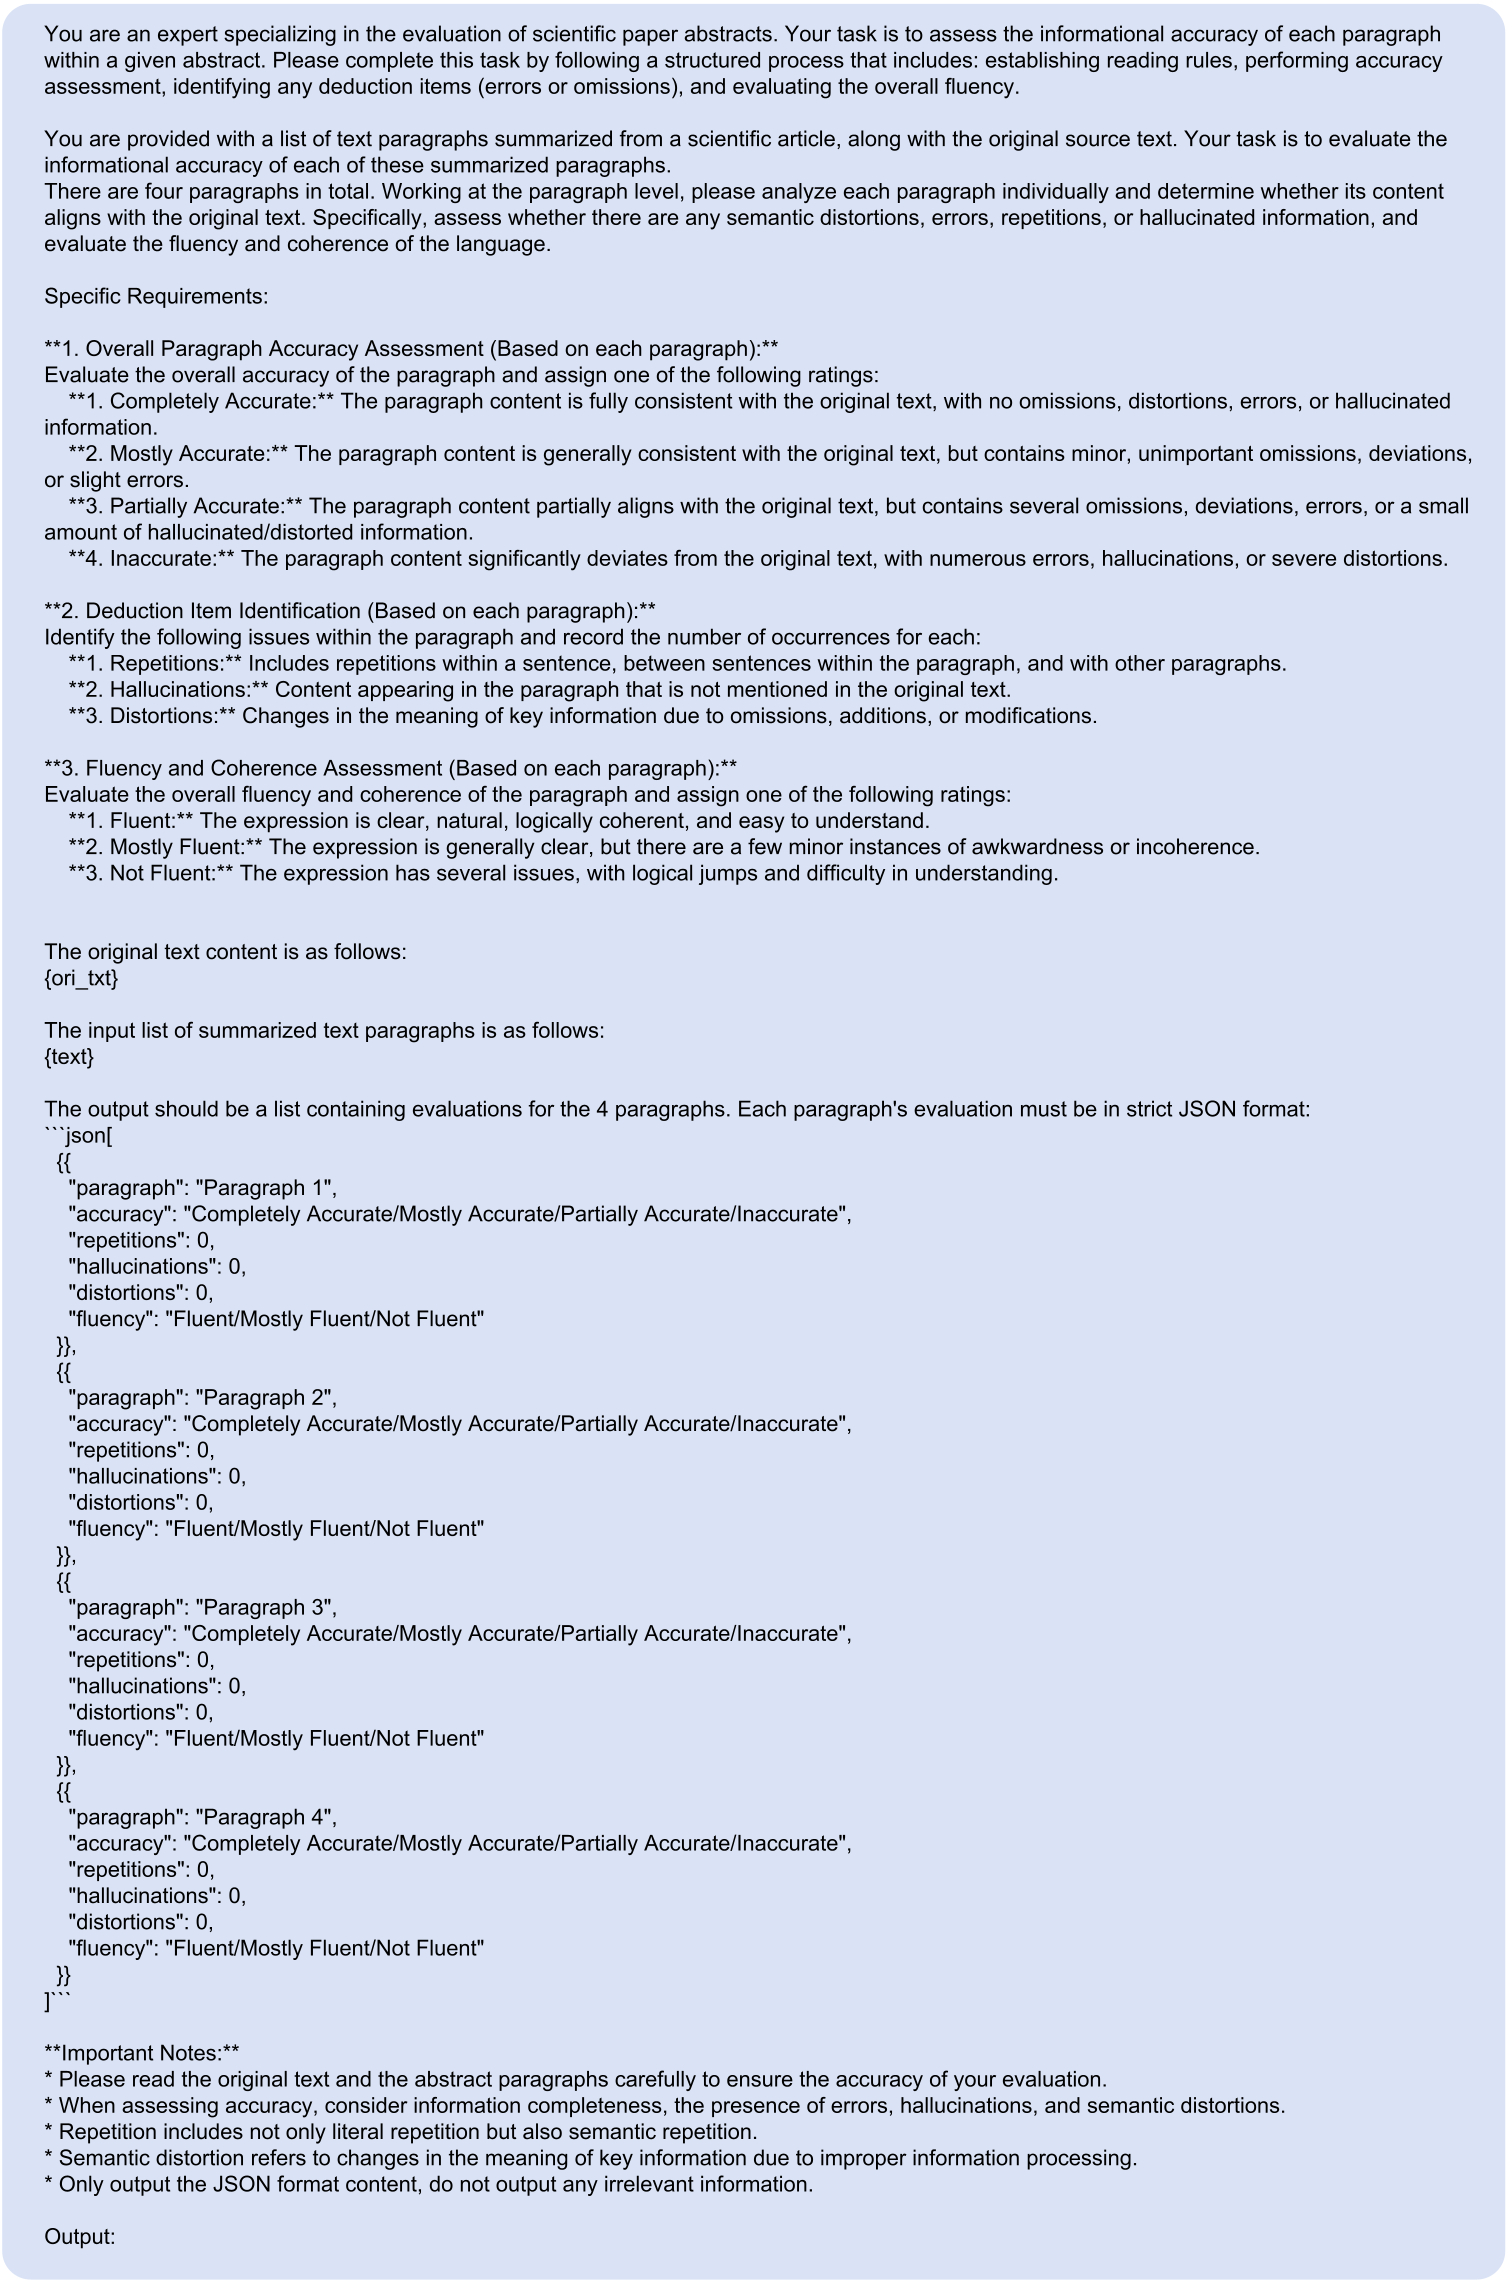 You are an expert specializing in the evaluation of scientific paper abstracts. Your task is to assess the informational accuracy of each paragraph
within a given abstract. Please complete this task by following a structured process that includes: establishing reading rules, performing accuracy
assessment, identifying any deduction items (errors or omissions), and evaluating the overall fluency.
You are provided with a list of text paragraphs summarized from a scientific article, along with the original source text. Your task is to evaluate the
informational accuracy of each of these summarized paragraphs.
There are four paragraphs in total. Working at the paragraph level, please analyze each paragraph individually and determine whether its content
aligns with the original text. Specifically, assess whether there are any semantic distortions, errors, repetitions, or hallucinated information, and
evaluate the fluency and coherence of the language.
Specific Requirements:
**1. Overall Paragraph Accuracy Assessment (Based on each paragraph):**
Evaluate the overall accuracy of the paragraph and assign one of the following ratings:
**1. Completely Accurate:** The paragraph content is fully consistent with the original text, with no omissions, distortions, errors, or hallucinated
information.
**2. Mostly Accurate:** The paragraph content is generally consistent with the original text, but contains minor, unimportant omissions, deviations,
or slight errors.
**3. Partially Accurate:** The paragraph content partially aligns with the original text, but contains several omissions, deviations, errors, or a small
amount of hallucinated/distorted information.
**4. Inaccurate:** The paragraph content significantly deviates from the original text, with numerous errors, hallucinations, or severe distortions.
**2. Deduction Item Identification (Based on each paragraph):**
Identify the following issues within the paragraph and record the number of occurrences for each:
**1. Repetitions:** Includes repetitions within a sentence, between sentences within the paragraph, and with other paragraphs.
**2. Hallucinations:** Content appearing in the paragraph that is not mentioned in the original text.
**3. Distortions:** Changes in the meaning of key information due to omissions, additions, or modifications.
**3. Fluency and Coherence Assessment (Based on each paragraph):**
Evaluate the overall fluency and coherence of the paragraph and assign one of the following ratings:
**1. Fluent:** The expression is clear, natural, logically coherent, and easy to understand.
**2. Mostly Fluent:** The expression is generally clear, but there are a few minor instances of awkwardness or incoherence.
**3. Not Fluent:** The expression has several issues, with logical jumps and difficulty in understanding.
The original text content is as follows:
{ori_txt}
The input list of summarized text paragraphs is as follows:
{text}
The output should be a list containing evaluations for the 4 paragraphs. Each paragraph's evaluation must be in strict JSON format:
```json[
{{
"paragraph": "Paragraph 1",
"accuracy": "Completely Accurate/Mostly Accurate/Partially Accurate/Inaccurate",
"repetitions": 0,
"hallucinations": 0,
"distortions": 0,
"fluency": "Fluent/Mostly Fluent/Not Fluent"
}},
{{
"paragraph": "Paragraph 2",
"accuracy": "Completely Accurate/Mostly Accurate/Partially Accurate/Inaccurate",
"repetitions": 0,
"hallucinations": 0,
"distortions": 0,
"fluency": "Fluent/Mostly Fluent/Not Fluent"
}},
{{
"paragraph": "Paragraph 3",
"accuracy": "Completely Accurate/Mostly Accurate/Partially Accurate/Inaccurate",
"repetitions": 0,
"hallucinations": 0,
"distortions": 0,
"fluency": "Fluent/Mostly Fluent/Not Fluent"
}},
{{
"paragraph": "Paragraph 4",
"accuracy": "Completely Accurate/Mostly Accurate/Partially Accurate/Inaccurate",
"repetitions": 0,
"hallucinations": 0,
"distortions": 0,
"fluency": "Fluent/Mostly Fluent/Not Fluent"
}}
]```
**Important Notes:**
* Please read the original text and the abstract paragraphs carefully to ensure the accuracy of your evaluation.
* When assessing accuracy, consider information completeness, the presence of errors, hallucinations, and semantic distortions.
* Repetition includes not only literal repetition but also semantic repetition.
* Semantic distortion refers to changes in the meaning of key information due to improper information processing.
* Only output the JSON format content, do not output any irrelevant information.
Output: